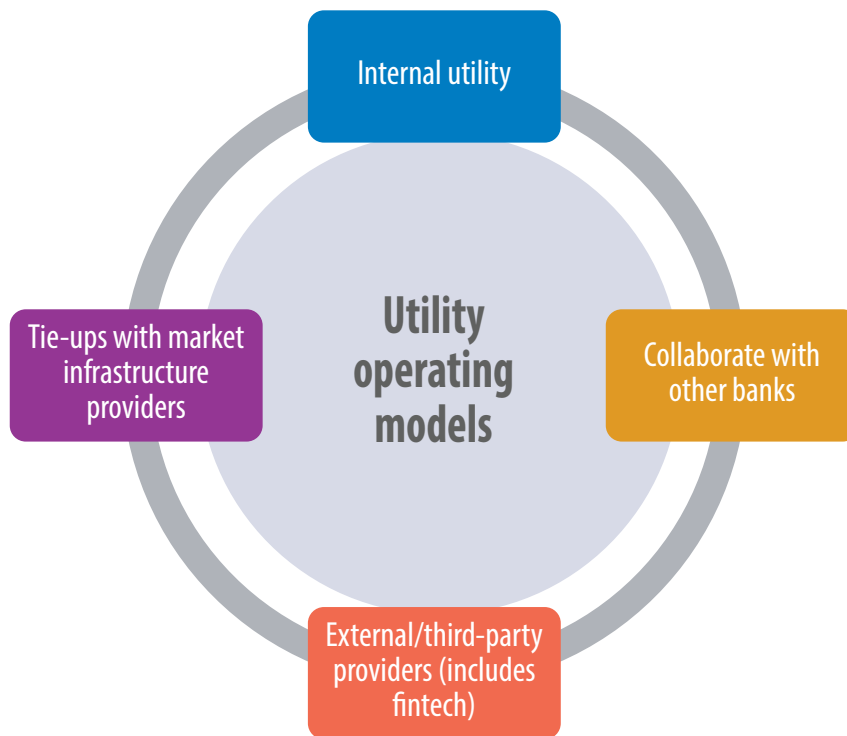 Internal utility
Tie-ups with market
infrastructure
providers
Utility
operating
models
Collaborate with
other banks
External/third-party
providers (includes
fintech)